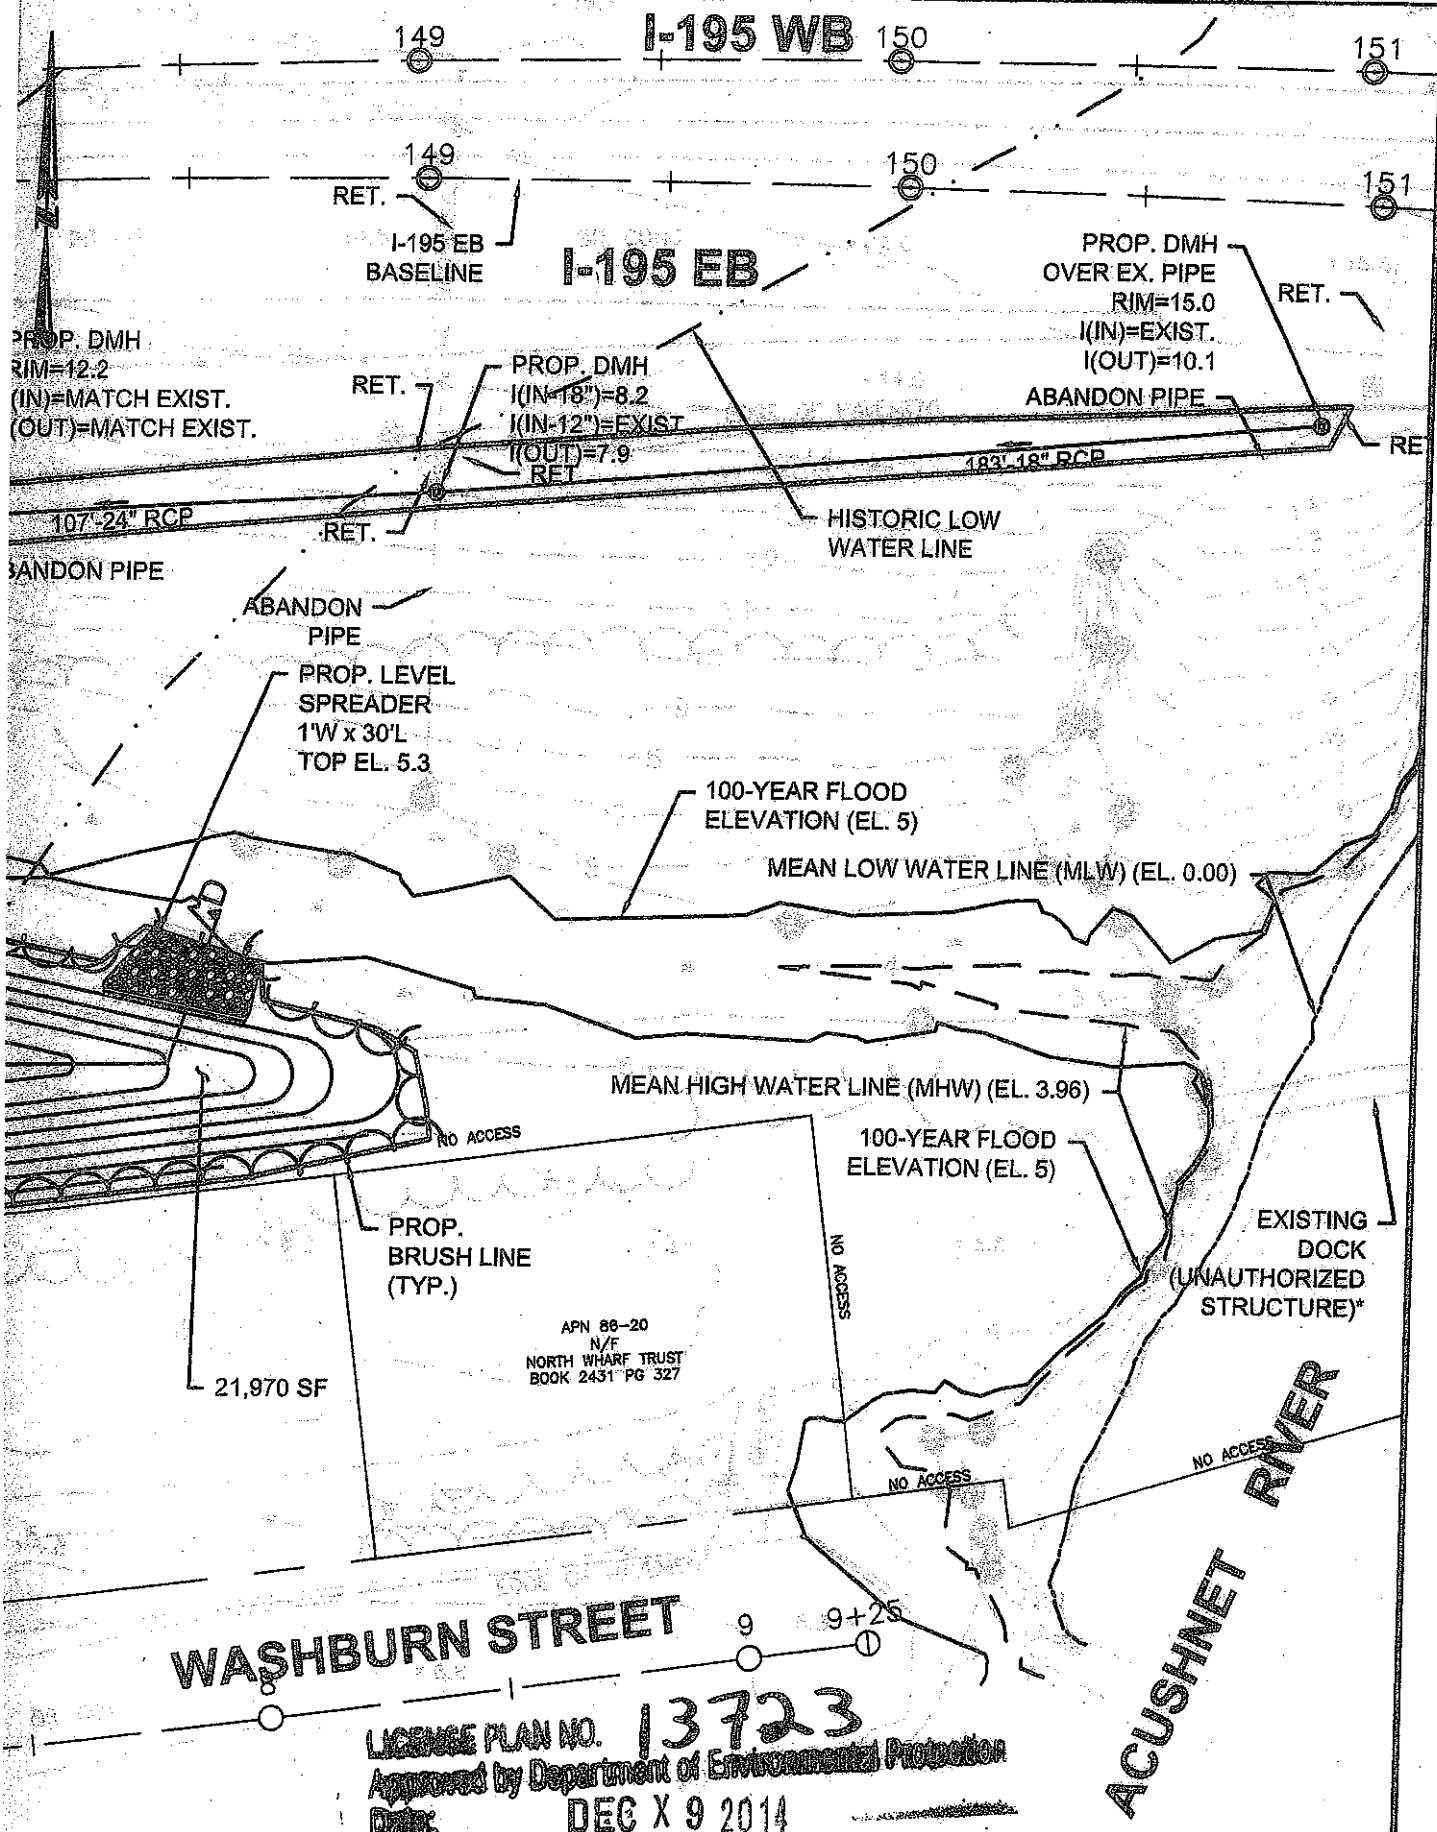 I-195 WB
149
150
151
149
150
151
N
RET.
I-195 EB
BASELINE
I-195 EB
PROP. DMH
OVER EX. PIPE
RIM=15.0
I(IN)=EXIST.
I(OUT)=10.1
RET.
PROP. DMH
RIM=12.2
(IN)=MATCH EXIST.
(OUT)=MATCH EXIST.
RET.
PROP. DMH
I(IN-18")=8.2
I(IN-12")=EXIST
I(OUT)=7.9
RET
ABANDON PIPE
RE
183'-18" RCP
107'-24" RCP
RET.
HISTORIC LOW
WATER LINE
BANDON PIPE
ABANDON
PIPE
PROP. LEVEL
SPREADER
1'W x 30'L
TOP EL. 5.3
100-YEAR FLOOD
ELEVATION (EL. 5)
MEAN LOW WATER LINE (MLW) (EL. 0.00)
MEAN HIGH WATER LINE (MHW) (EL. 3.96)
NO ACCESS
100-YEAR FLOOD
ELEVATION (EL. 5)
PROP.
BRUSH LINE
(TYP.)
NO ACCESS
EXISTING
DOCK
(UNAUTHORIZED
STRUCTURE)*
APN 86-20
N/F
NORTH WHARF TRUST
BOOK 2431 PG 327
21,970 SF
NO ACCESS
NO ACCESS
ACUSHNET RIVER
WASHBURN STREET
8
9
9+25
LICENSE PLAN NO. 13723
Approved by Department of Environmental Protection
Date: DEC X 9 2014